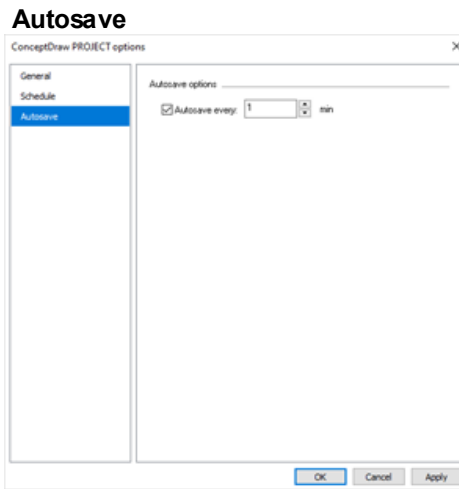 Autosave
ConceptDraw PROJECT options
General
Schedule
Autosave
Autosave options
Autosave every: 1 min
OK Cancel Apply